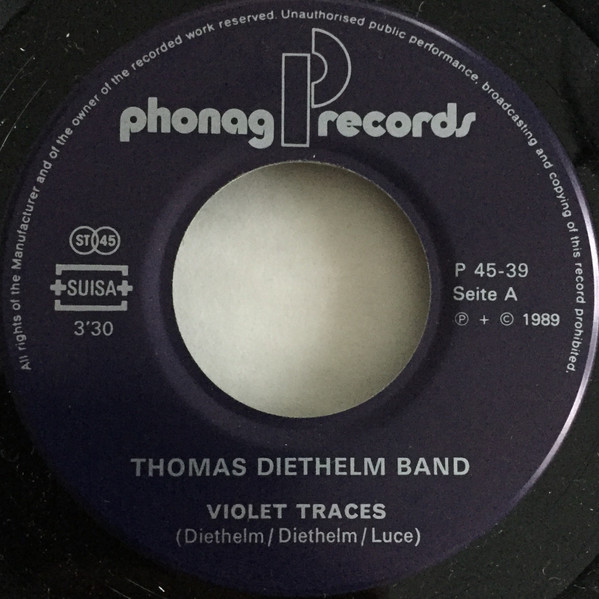 All rights of the Manufacturer and of the owner of the recorded work reserved. Unauthorised public performance, broadcasting and copying of this record prohibited.
phonag records
ST 45
SUISA
3'30
P 45-39
Seite A
℗ + © 1989
THOMAS DIETHELM BAND
VIOLET TRACES
(Diethelm / Diethelm / Luce)